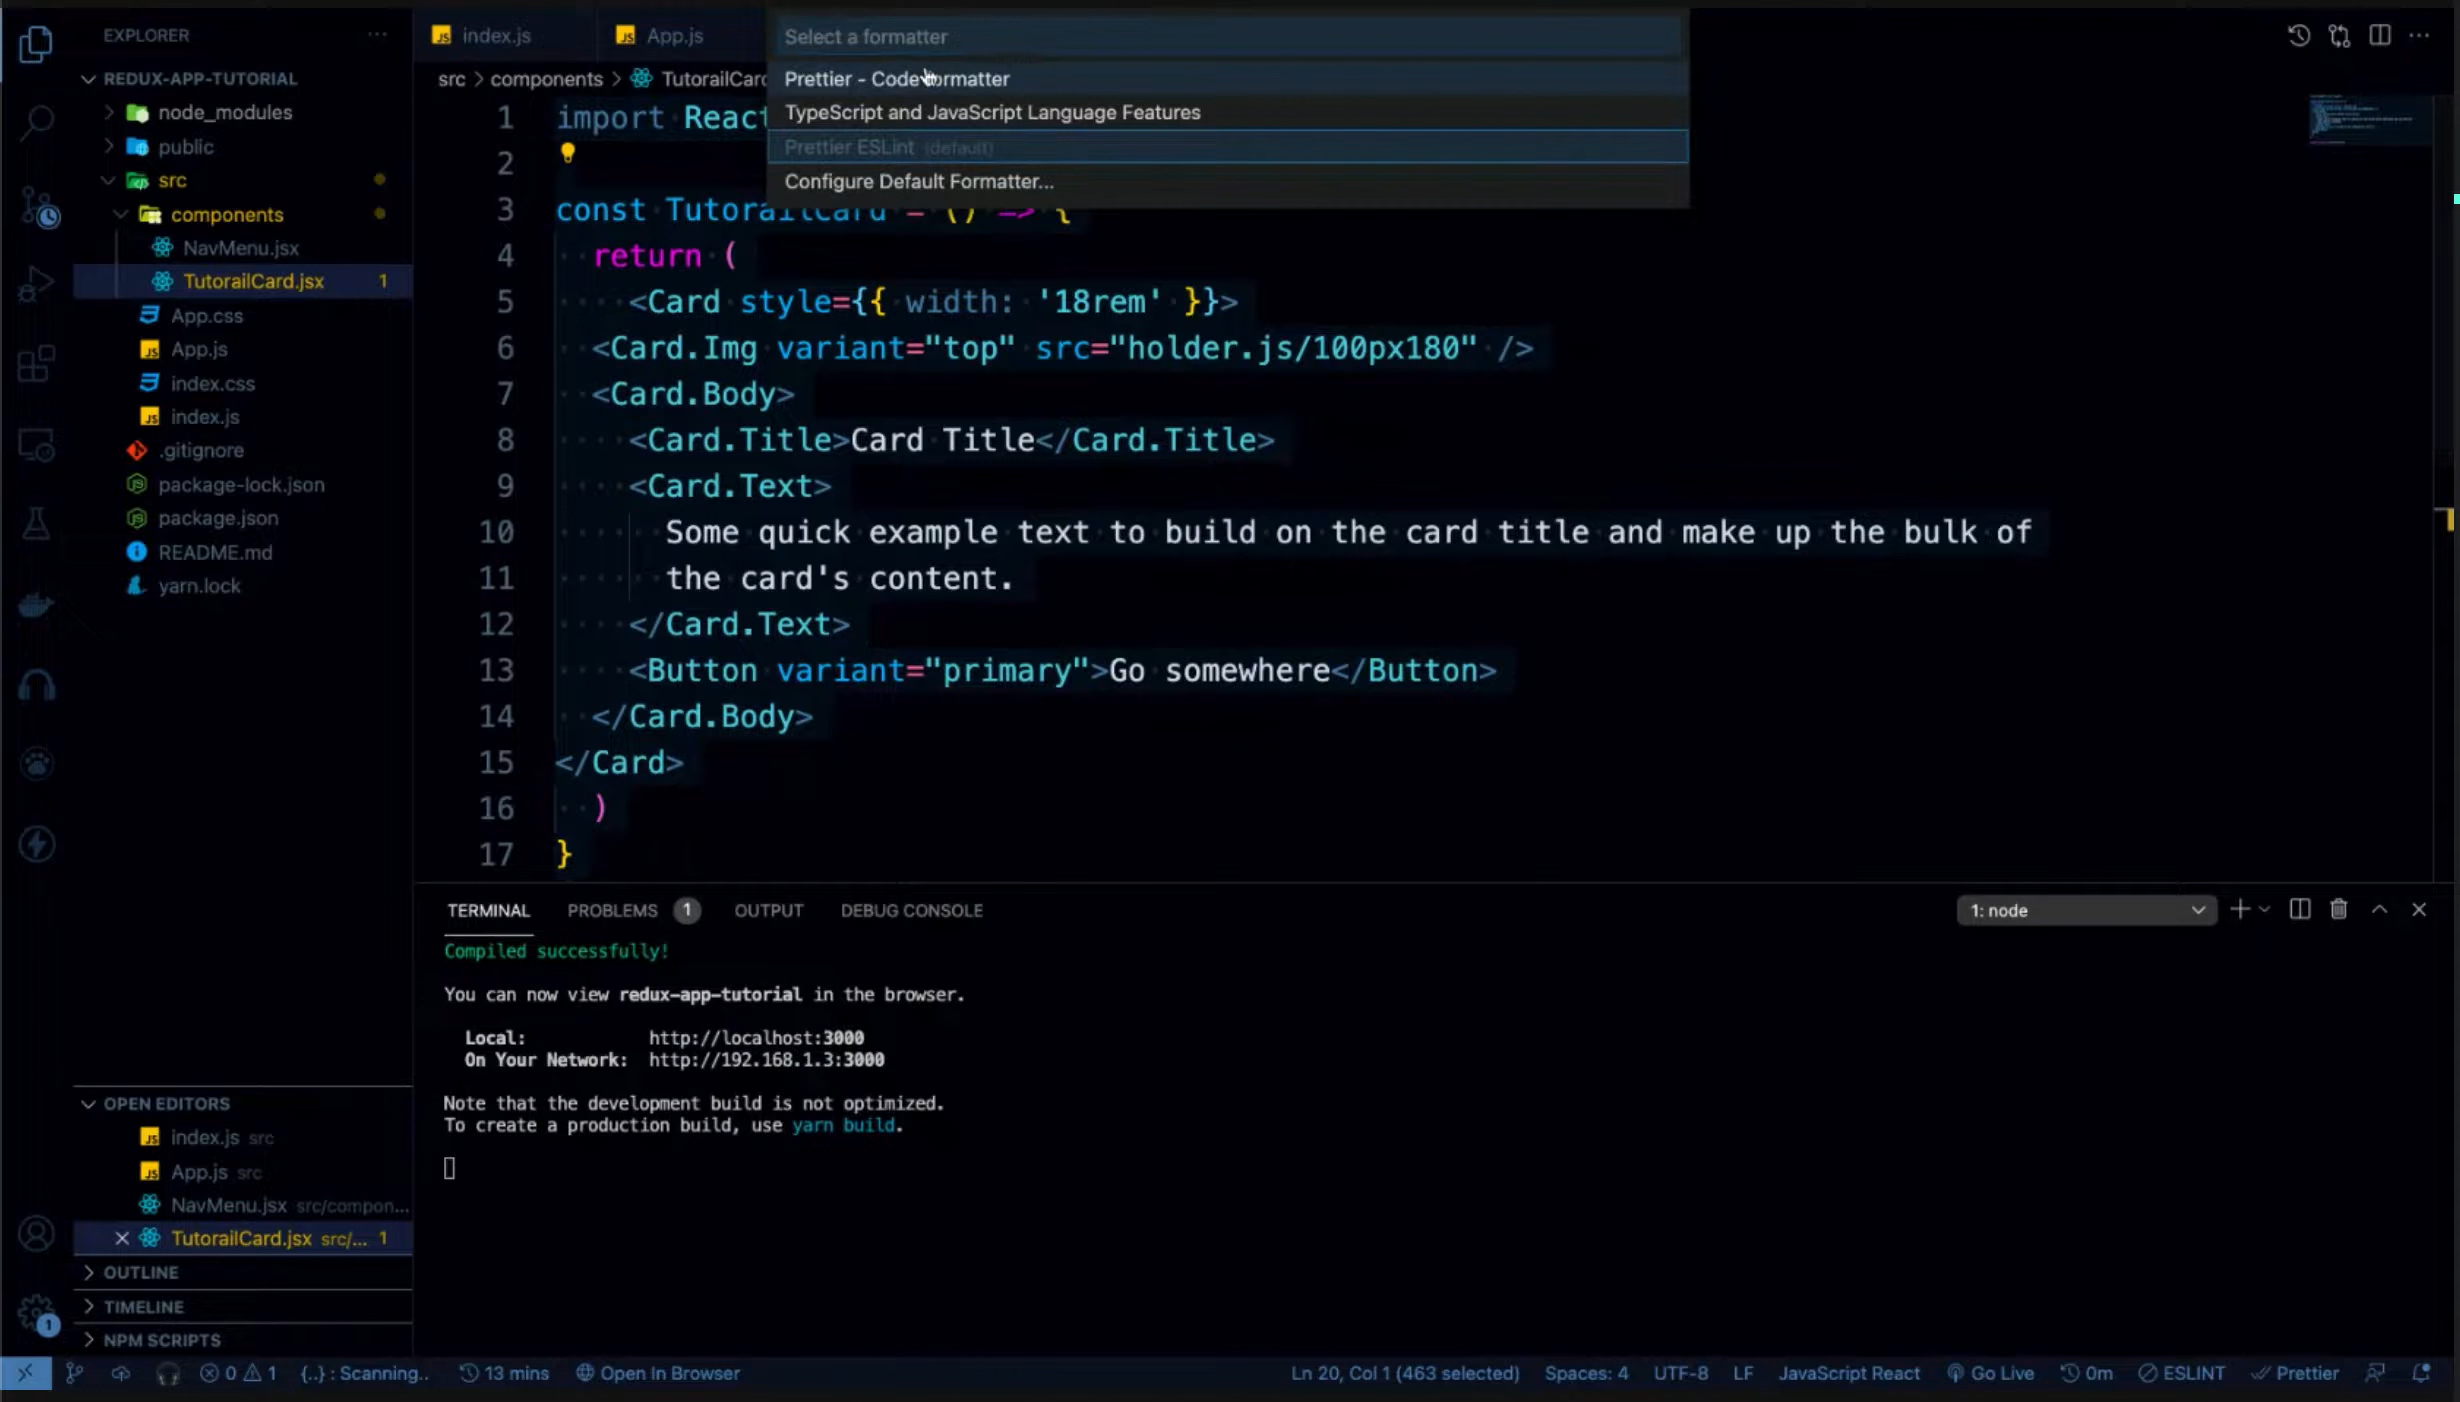 EXPLORER
REDUX-APP-TUTORIAL
node_modules
public
src
components
NavMenu.jsx
TutorailCard.jsx 1
App.css
App.js
index.css
index.js
.gitignore
package-lock.json
package.json
README.md
yarn.lock
OPEN EDITORS
index.js src
App.js src
NavMenu.jsx src/compon...
TutorailCard.jsx src/... 1
OUTLINE
TIMELINE
NPM SCRIPTS
index.js
App.js
src > components > TutorailCard
Select a formatter
Prettier - Code formatter
TypeScript and JavaScript Language Features
Prettier ESLint (default)
Configure Default Formatter...
1 import React
2
3 const TutorailCard = () => {
4 return (
5 <Card style={{ width: '18rem' }}>
6 <Card.Img variant="top" src="holder.js/100px180" />
7 <Card.Body>
8 <Card.Title>Card Title</Card.Title>
9 <Card.Text>
10 Some quick example text to build on the card title and make up the bulk of
11 the card's content.
12 </Card.Text>
13 <Button variant="primary">Go somewhere</Button>
14 </Card.Body>
15 </Card>
16 )
17 }
TERMINAL PROBLEMS 1 OUTPUT DEBUG CONSOLE
1: node
Compiled successfully!
You can now view redux-app-tutorial in the browser.
Local: http://localhost:3000
On Your Network: http://192.168.1.3:3000
Note that the development build is not optimized.
To create a production build, use yarn build.
1
0 1 {..} : Scanning.. 13 mins Open In Browser
Ln 20, Col 1 (463 selected) Spaces: 4 UTF-8 LF JavaScript React Go Live 0m ESLINT Prettier